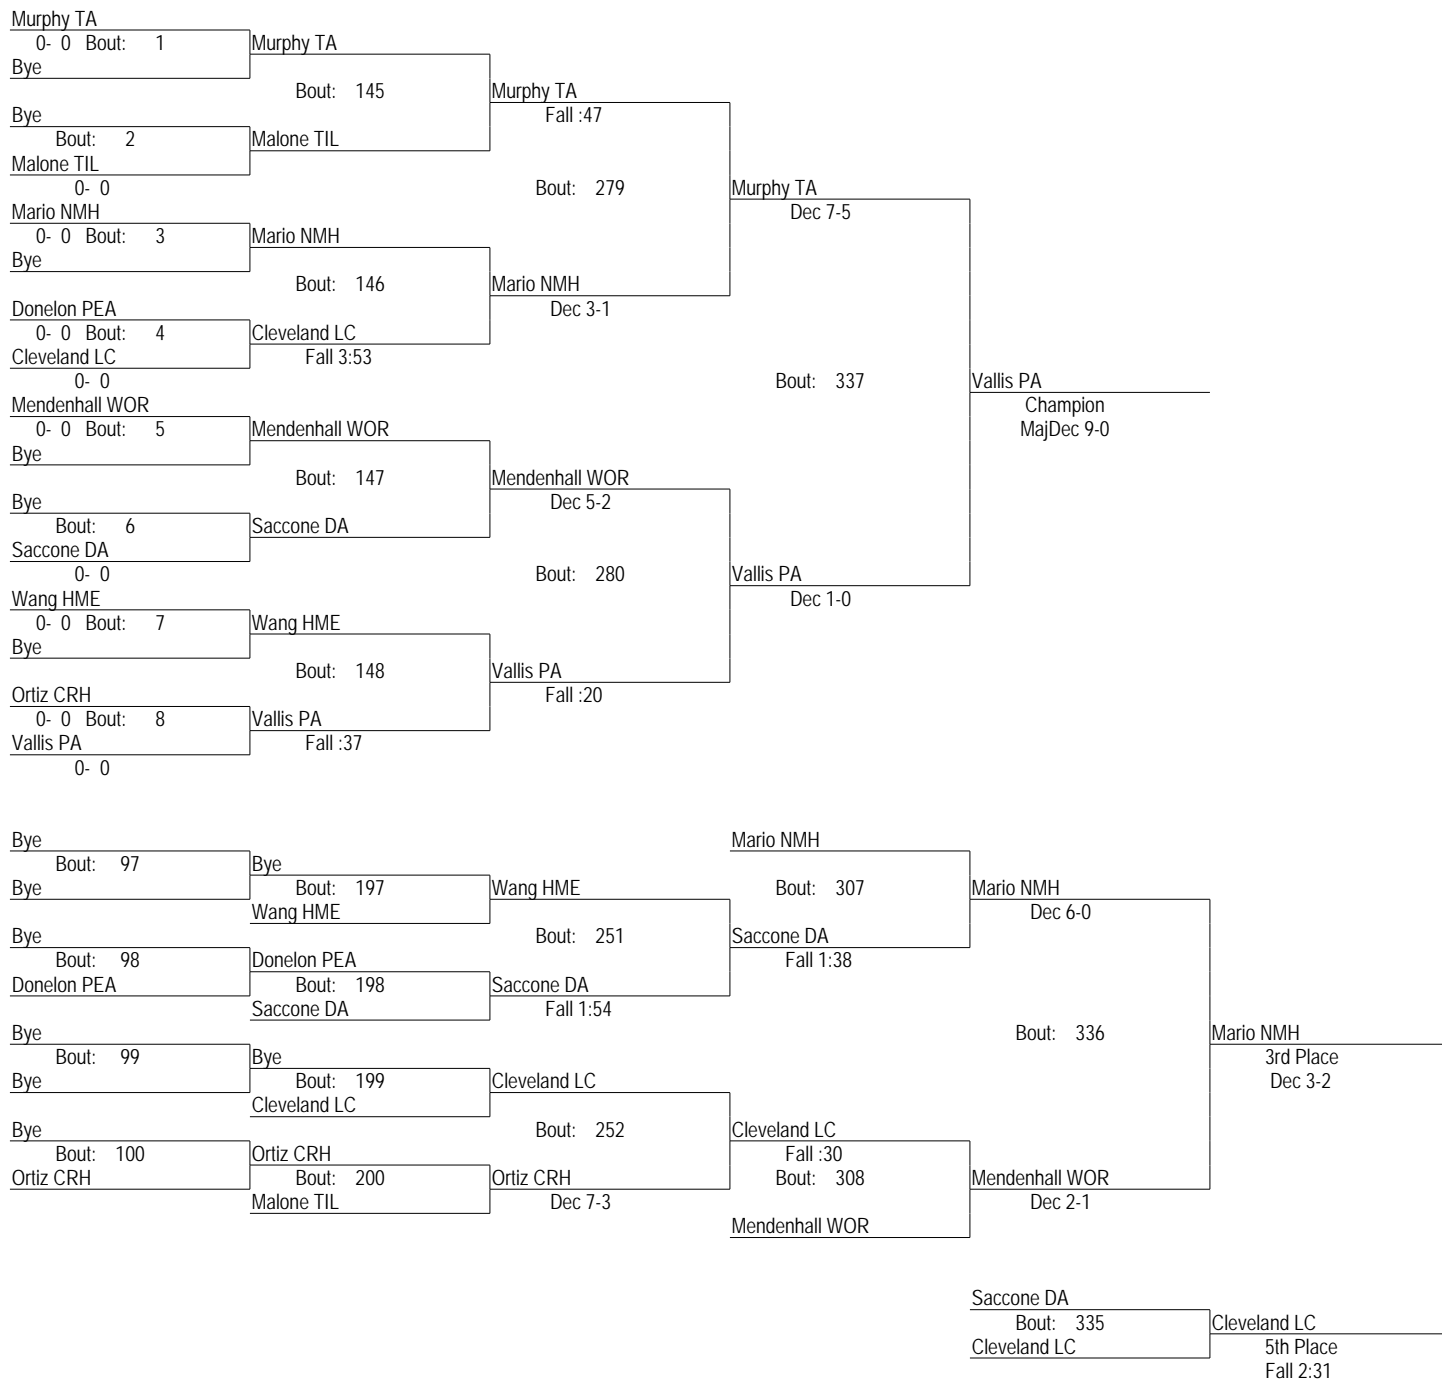 Murphy TA
0- 0 Bout: 1 Murphy TA
Bye
Bout: 145 Murphy TA
Bye Fall :47
Bout: 2 Malone TIL
Malone TIL
0- 0 Bout: 279 Murphy TA
Mario NMH Dec 7-5
0- 0 Bout: 3 Mario NMH
Bye
Bout: 146 Mario NMH
Donelon PEA Dec 3-1
0- 0 Bout: 4 Cleveland LC
Cleveland LC Fall 3:53
0- 0 Bout: 337 Vallis PA
Mendenhall WOR Champion
0- 0 Bout: 5 Mendenhall WOR MajDec 9-0
Bye
Bout: 147 Mendenhall WOR
Bye Dec 5-2
Bout: 6 Saccone DA
Saccone DA
0- 0 Bout: 280 Vallis PA
Wang HME Dec 1-0
0- 0 Bout: 7 Wang HME
Bye
Bout: 148 Vallis PA
Ortiz CRH Fall :20
0- 0 Bout: 8 Vallis PA
Vallis PA Fall :37
0- 0
Bye Mario NMH
Bout: 97 Bye
Bye Bout: 197 Wang HME Bout: 307 Mario NMH
Wang HME Dec 6-0
Bye Bout: 251 Saccone DA
Bout: 98 Donelon PEA Fall 1:38
Donelon PEA Bout: 198 Saccone DA
Saccone DA Fall 1:54
Bye Bout: 336 Mario NMH
Bout: 99 Bye 3rd Place
Bye Bout: 199 Cleveland LC Dec 3-2
Cleveland LC
Bye Bout: 252 Cleveland LC
Bout: 100 Ortiz CRH Fall :30
Ortiz CRH Bout: 200 Ortiz CRH Bout: 308 Mendenhall WOR
Malone TIL Dec 7-3 Dec 2-1
Mendenhall WOR
Saccone DA
Bout: 335 Cleveland LC
Cleveland LC 5th Place
Fall 2:31